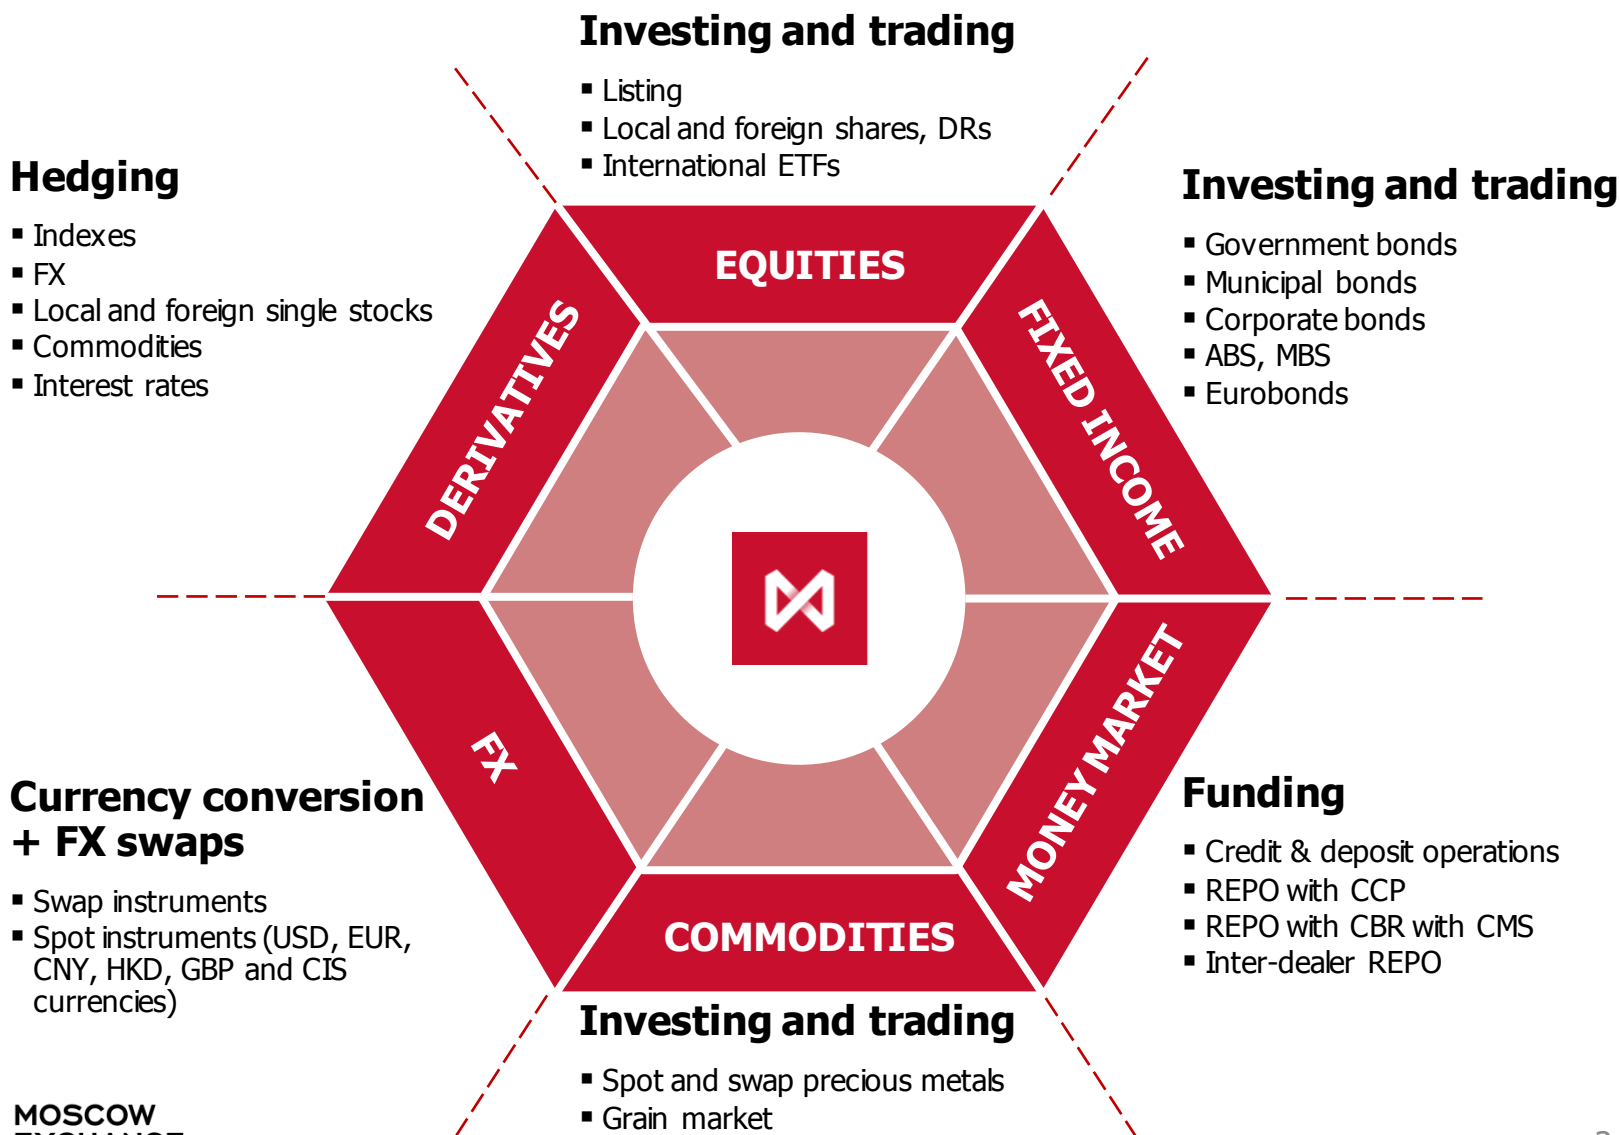 Investing and trading
▪ Listing
▪ Local and foreign shares, DRs
▪ International ETFs
Hedging
▪ Indexes
▪ FX
▪ Local and foreign single stocks
▪ Commodities
▪ Interest rates
Investing and trading
▪ Government bonds
▪ Municipal bonds
▪ Corporate bonds
▪ ABS, MBS
▪ Eurobonds
EQUITIES
DERIVATIVES
FIXED INCOME
FX
MONEY MARKET
COMMODITIES
Currency conversion
+ FX swaps
▪ Swap instruments
▪ Spot instruments (USD, EUR,
CNY, HKD, GBP and CIS
currencies)
Funding
▪ Credit & deposit operations
▪ REPO with CCP
▪ REPO with CBR with CMS
▪ Inter-dealer REPO
Investing and trading
▪ Spot and swap precious metals
▪ Grain market
MOSCOW
EXCHANGE